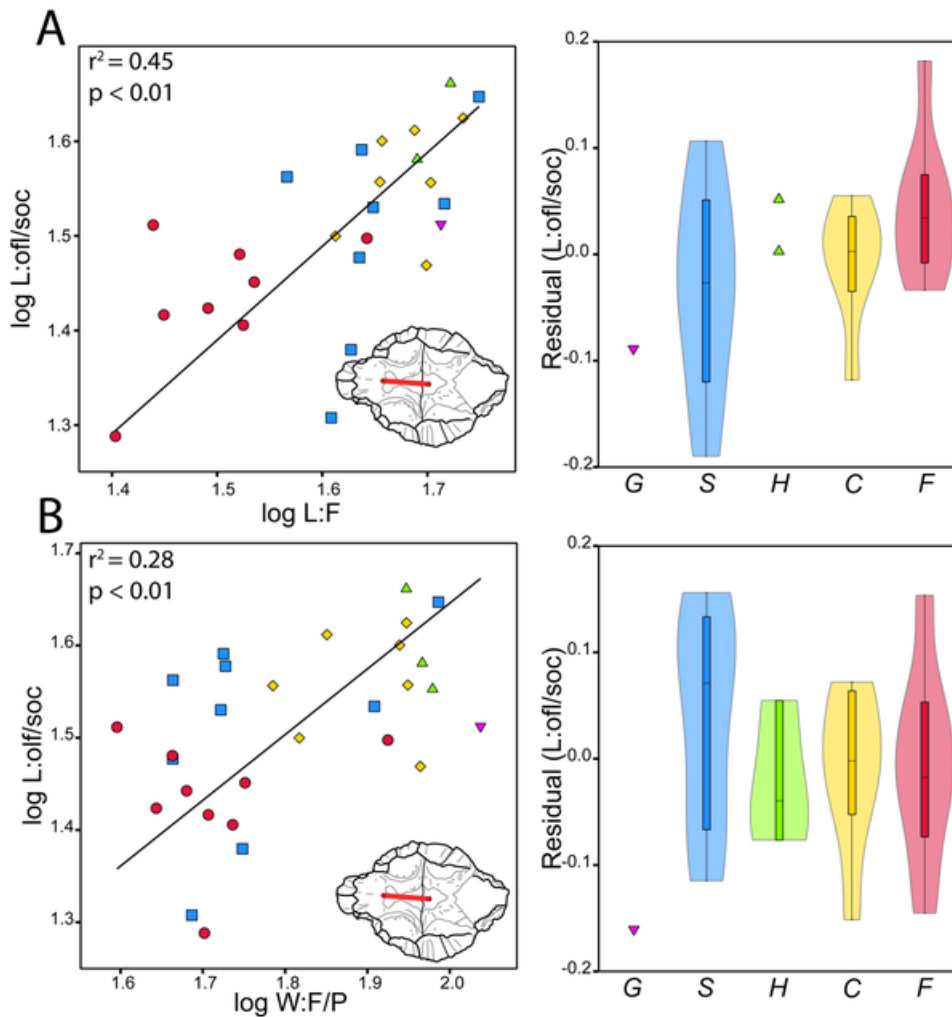 A
r² = 0.45
p < 0.01
log L:ofl/soc
1.6
1.5
1.4
1.3
1.4
1.5
1.6
1.7
log L:F
Residual (L:ofl/soc)
0.2
0.1
0.0
-0.1
-0.2
G
S
H
C
F
B
r² = 0.28
p < 0.01
log L:olf/soc
1.7
1.6
1.5
1.4
1.3
1.6
1.7
1.8
1.9
2.0
log W:F/P
Residual (L:ofl/soc)
0.2
0.1
0.0
-0.1
-0.2
G
S
H
C
F